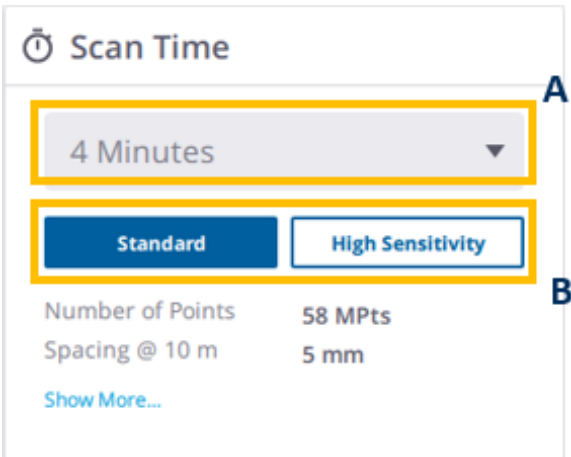 Scan Time
A
4 Minutes
Standard High Sensitivity
B
Number of Points 58 MPts
Spacing @ 10 m 5 mm
Show More...